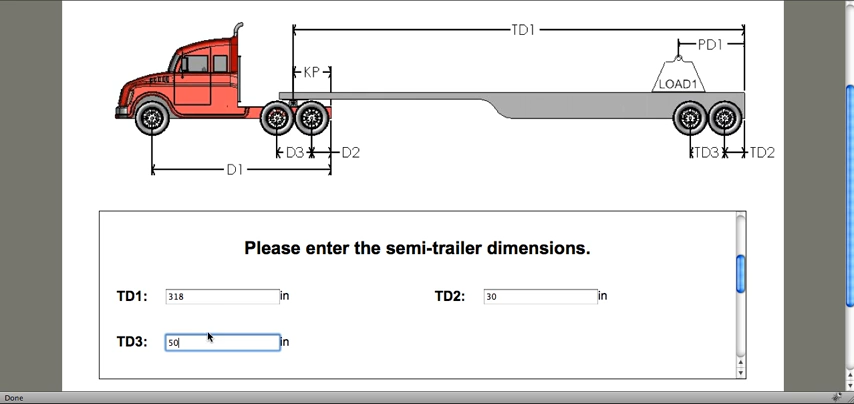 TD1
PD1
KP
LOAD1
D3
D2
TD3
TD2
D1
Please enter the semi-trailer dimensions.
TD1: 318 in TD2: 30 in
TD3: 50 in
Done